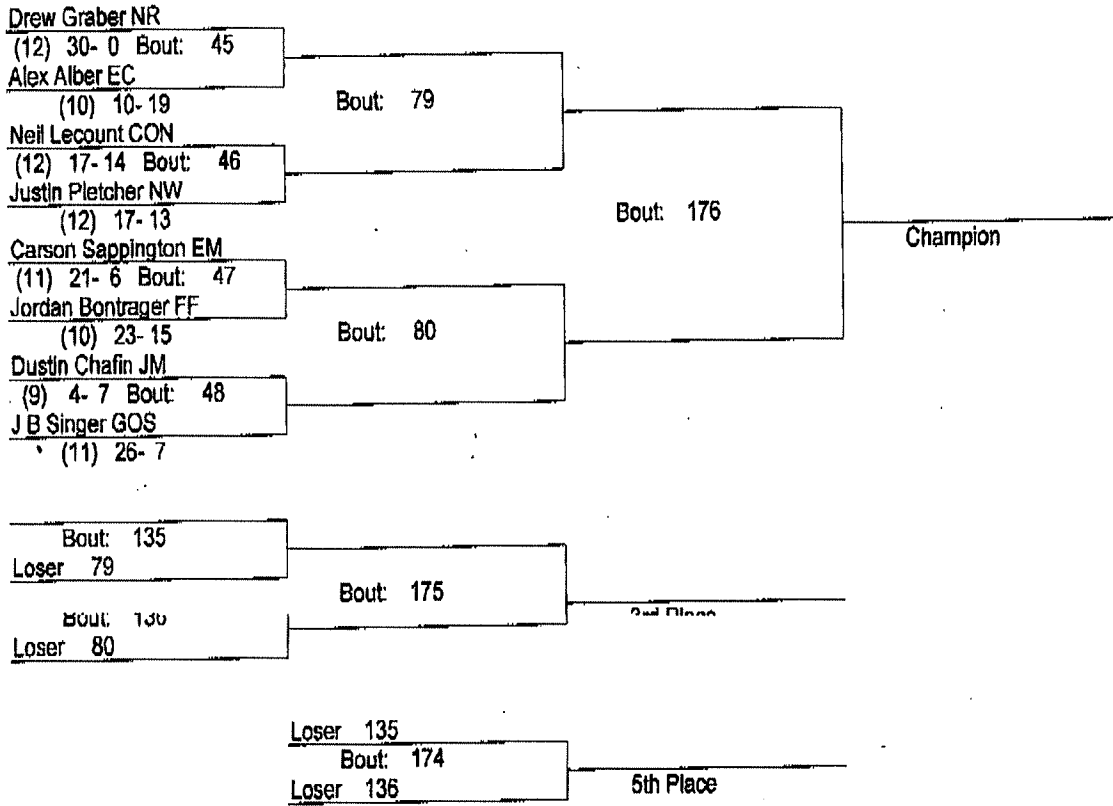 Drew Graber NR
(12) 30- 0 Bout: 45
Alex Alber EC
(10) 10- 19
Bout: 79
Neil Lecount CON
(12) 17- 14 Bout: 46
Justin Pletcher NW
(12) 17- 13
Bout: 176
Champion
Carson Sappington EM
(11) 21- 6 Bout: 47
Jordan Bontrager FF
(10) 23- 15
Bout: 80
Dustin Chafin JM
(9) 4- 7 Bout: 48
J B Singer GOS
(11) 26- 7
Bout: 135
Loser 79
Bout: 175
3rd Place
Bout: 136
Loser 80
Loser 135
Bout: 174
Loser 136
5th Place